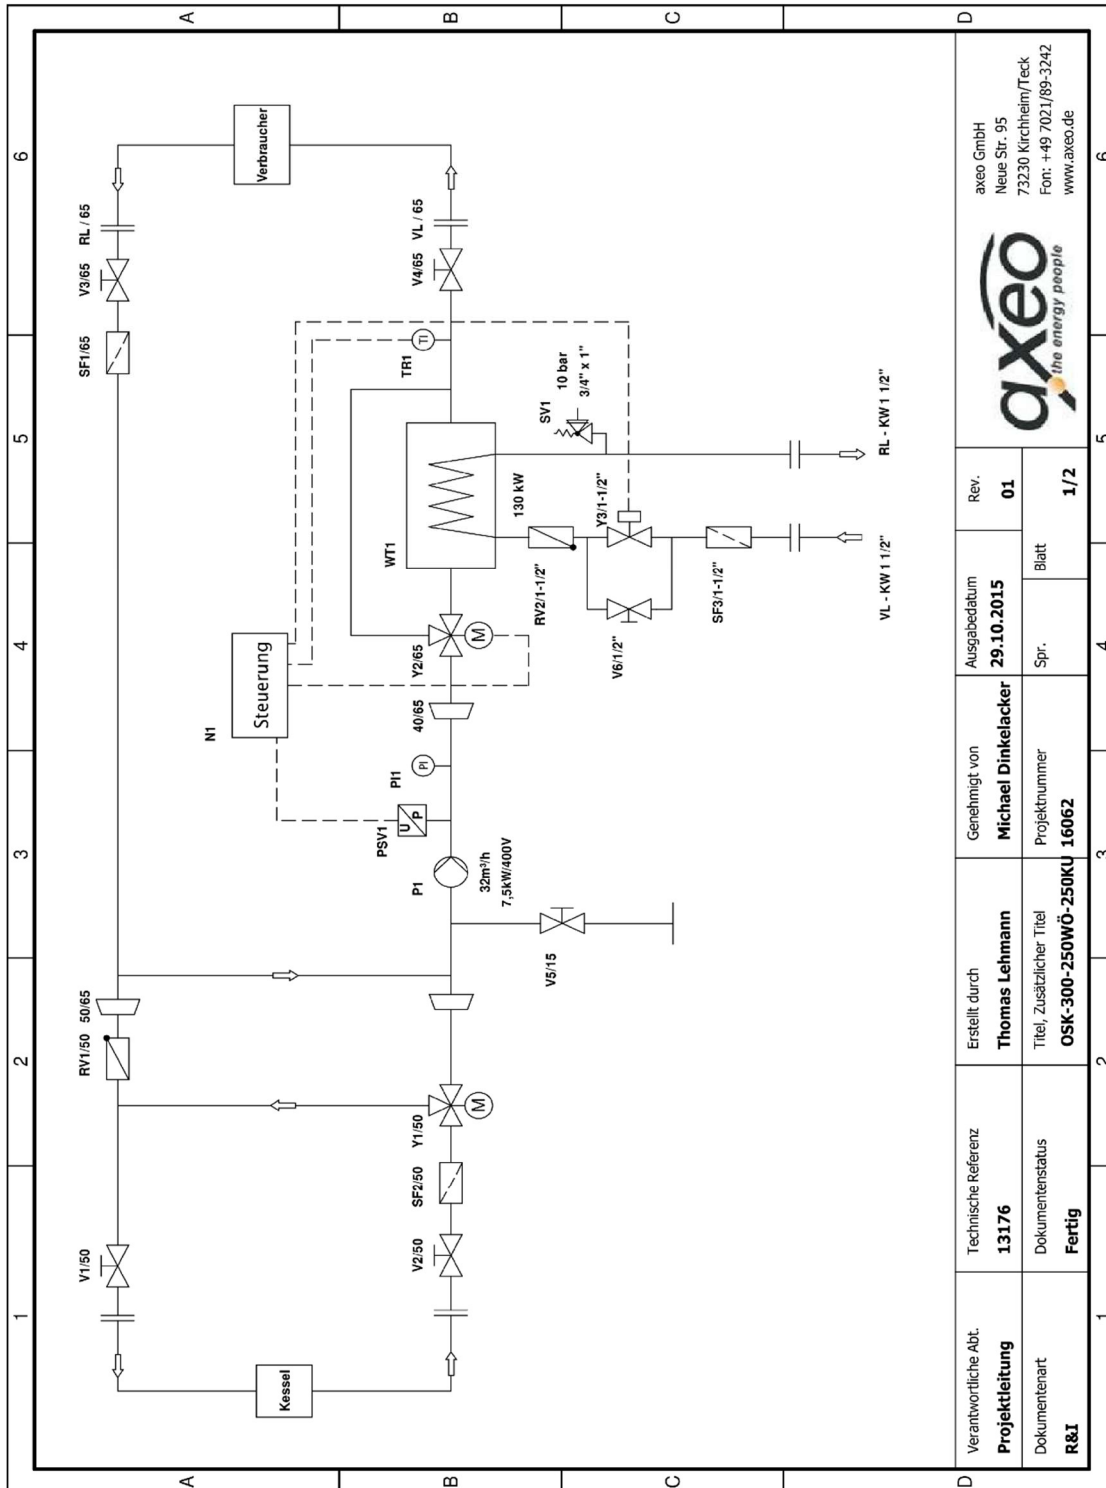 1
2
3
4
5
6
A
B
C
D
V1/50
RV1/50
50/65
SF1/65
V3/65
RL / 65
Kessel
N1
Steuerung
Verbraucher
PSV1
U
P
PI1
PI
TR1
TI
V2/50
SF2/50
Y1/50
M
P1
32m³/h
7,5kW/400V
40/65
Y2/65
M
WT1
130 kW
V4/65
VL / 65
V5/15
RV2/1-1/2"
Y3/1-1/2"
V6/1/2"
SF3/1-1/2"
SV1
10 bar
3/4" x 1"
VL - KW 1 1/2"
RL - KW 1 1/2"
Verantwortliche Abt.
Projektleitung
Technische Referenz
13176
Erstellt durch
Thomas Lehmann
Genehmigt von
Michael Dinkelacker
Ausgabedatum
29.10.2015
Rev.
01
Dokumentenart
R&I
Dokumentenstatus
Fertig
Titel, Zusätzlicher Titel
OSK-300-250WÖ-250KU
Projektnummer
16062
Spr.
Blatt
1/2
axeo
the energy people
axeo GmbH
Neue Str. 95
73230 Kirchheim/Teck
Fon: +49 7021/89-3242
www.axeo.de
A
B
C
D
1
2
3
4
5
6